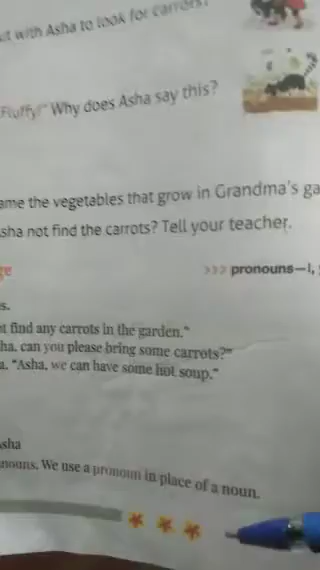 with Asha to look for carrots?
Fluffy!" Why does Asha say this?
ame the vegetables that grow in Grandma's ga
sha not find the carrots? Tell your teacher.
ge
>>> pronouns—I,
s.
t find any carrots in the garden."
ha, can you please bring some carrots?"
a. "Asha, we can have some hot soup."
sha
nouns. We use a pronoun in place of a noun.